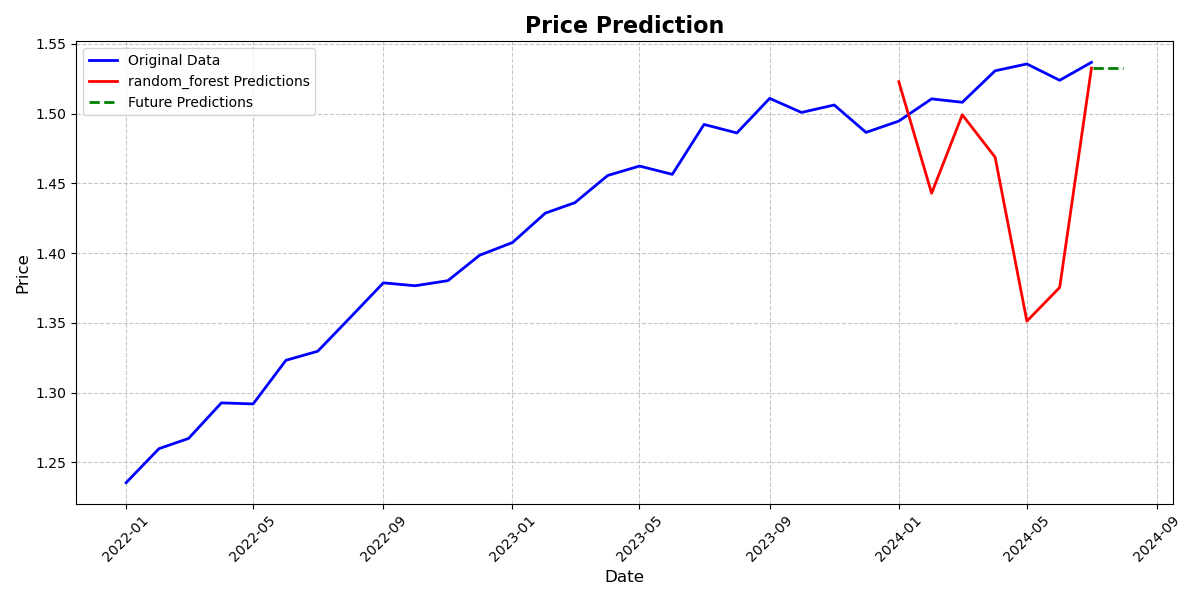 Price Prediction
Original Data
random_forest Predictions
Future Predictions
Price
1.55
1.50
1.45
1.40
1.35
1.30
1.25
2022-01
2022-05
2022-09
2023-01
2023-05
2023-09
2024-01
2024-05
2024-09
Date